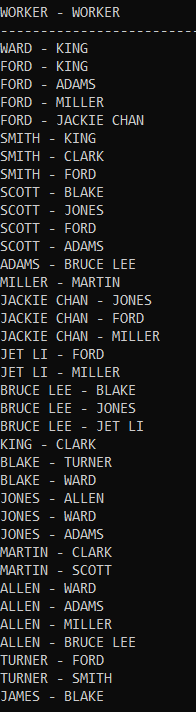 WORKER - WORKER
-------------------------
WARD - KING
FORD - KING
FORD - ADAMS
FORD - MILLER
FORD - JACKIE CHAN
SMITH - KING
SMITH - CLARK
SMITH - FORD
SCOTT - BLAKE
SCOTT - JONES
SCOTT - FORD
SCOTT - ADAMS
ADAMS - BRUCE LEE
MILLER - MARTIN
JACKIE CHAN - JONES
JACKIE CHAN - FORD
JACKIE CHAN - MILLER
JET LI - FORD
JET LI - MILLER
BRUCE LEE - BLAKE
BRUCE LEE - JONES
BRUCE LEE - JET LI
KING - CLARK
BLAKE - TURNER
BLAKE - WARD
JONES - ALLEN
JONES - WARD
JONES - ADAMS
MARTIN - CLARK
MARTIN - SCOTT
ALLEN - WARD
ALLEN - ADAMS
ALLEN - MILLER
ALLEN - BRUCE LEE
TURNER - FORD
TURNER - SMITH
JAMES - BLAKE